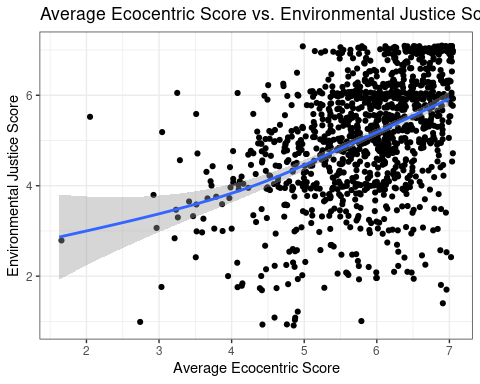 Average Ecocentric Score vs. Environmental Justice Sc
Environmental Justice Score
6
4
2
2 3 4 5 6 7
Average Ecocentric Score